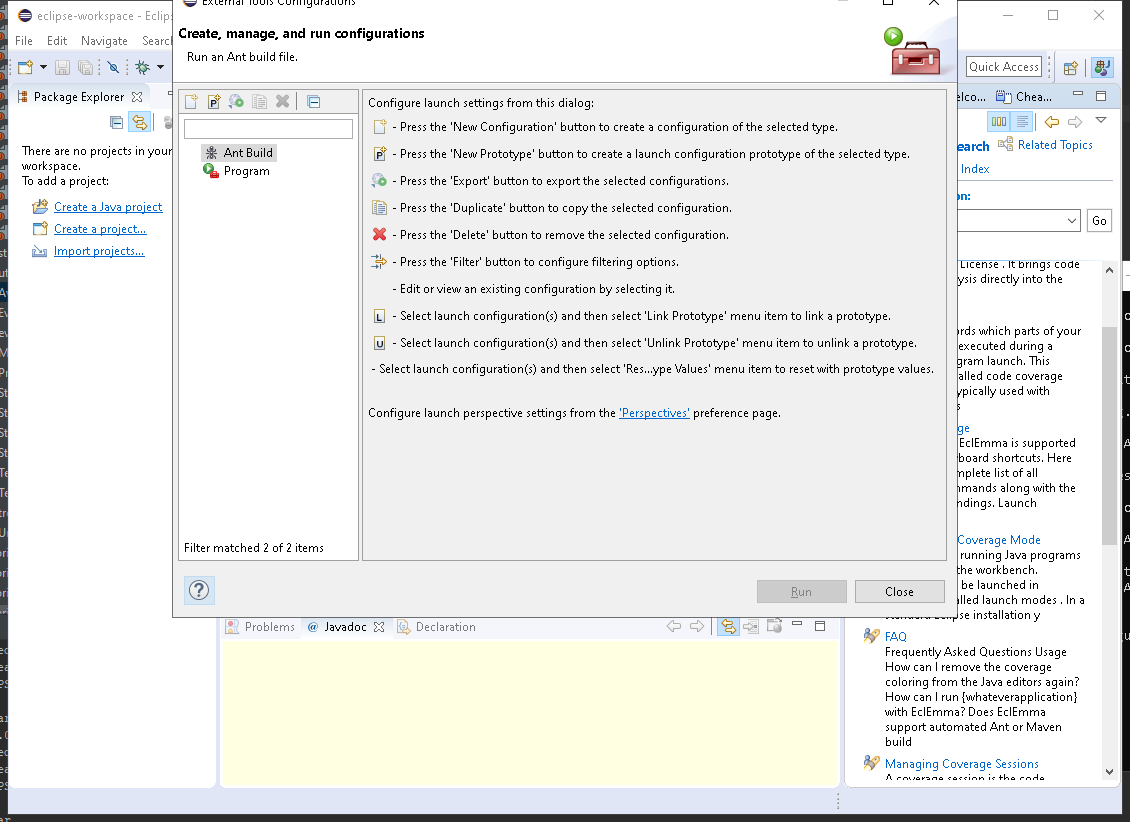 eclipse-workspace - Eclips
External Tools Configurations
File Edit Navigate Search
Create, manage, and run configurations
Run an Ant build file.
Quick Access
Package Explorer
There are no projects in your
workspace.
To add a project:
Create a Java project
Create a project...
Import projects...
Ant Build
Program
Filter matched 2 of 2 items
Configure launch settings from this dialog:
- Press the 'New Configuration' button to create a configuration of the selected type.
- Press the 'New Prototype' button to create a launch configuration prototype of the selected type.
- Press the 'Export' button to export the selected configurations.
- Press the 'Duplicate' button to copy the selected configuration.
- Press the 'Delete' button to remove the selected configuration.
- Press the 'Filter' button to configure filtering options.
- Edit or view an existing configuration by selecting it.
- Select launch configuration(s) and then select 'Link Prototype' menu item to link a prototype.
- Select launch configuration(s) and then select 'Unlink Prototype' menu item to unlink a prototype.
- Select launch configuration(s) and then select 'Res...ype Values' menu item to reset with prototype values.
Configure launch perspective settings from the 'Perspectives' preference page.
Run
Close
Problems
@ Javadoc
Declaration
elco...
Chea...
earch
Related Topics
Index
on:
Go
License . It brings code
ysis directly into the
rds which parts of your
executed during a
gram launch. This
alled code coverage
typically used with
s
ge
EclEmma is supported
board shortcuts. Here
mplete list of all
mmands along with the
ndings. Launch
Coverage Mode
running Java programs
the workbench.
be launched in
alled launch modes . In a
standard Eclipse installation y
FAQ
Frequently Asked Questions Usage
How can I remove the coverage
coloring from the Java editors again?
How can I run {whateverapplication}
with EclEmma? Does EclEmma
support automated Ant or Maven
build
Managing Coverage Sessions
A coverage session is the code